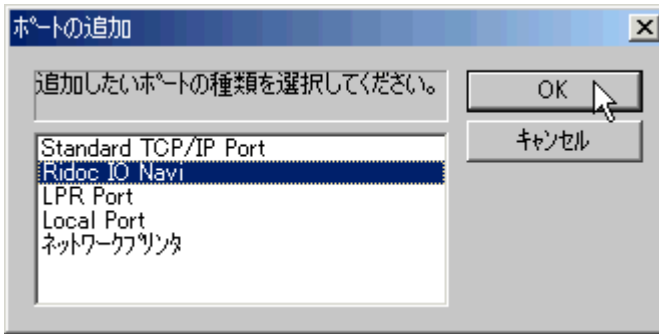 ﾎﾟｰﾄの追加
追加したいﾎﾟｰﾄの種類を選択してください。
OK
ｷｬﾝｾﾙ
Standard TCP/IP Port
Ridoc IO Navi
LPR Port
Local Port
ﾈｯﾄﾜｰｸﾌﾟﾘﾝﾀ